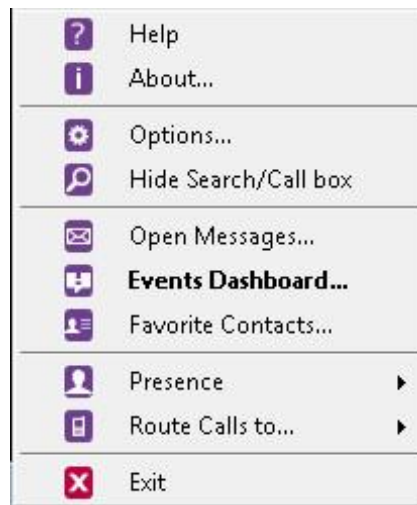 Help
About...
Options...
Hide Search/Call box
Open Messages...
Events Dashboard...
Favorite Contacts...
Presence
Route Calls to...
Exit